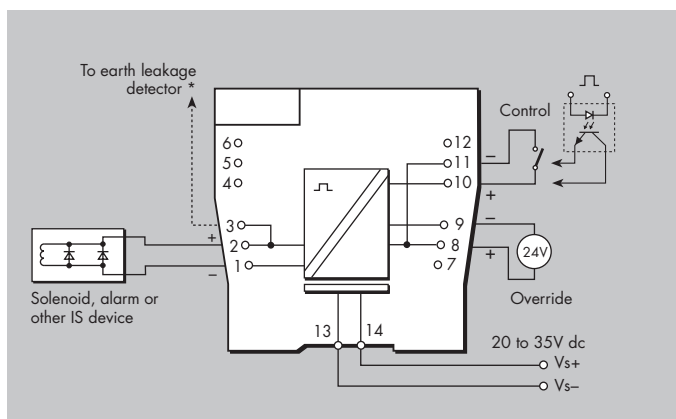 To earth leakage
detector *
Control
6
5
4
3
2
1
12
11
10
9
8
7
+
–
–
+
–
+
24V
Override
Solenoid, alarm or
other IS device
13 14
20 to 35V dc
Vs+
Vs–